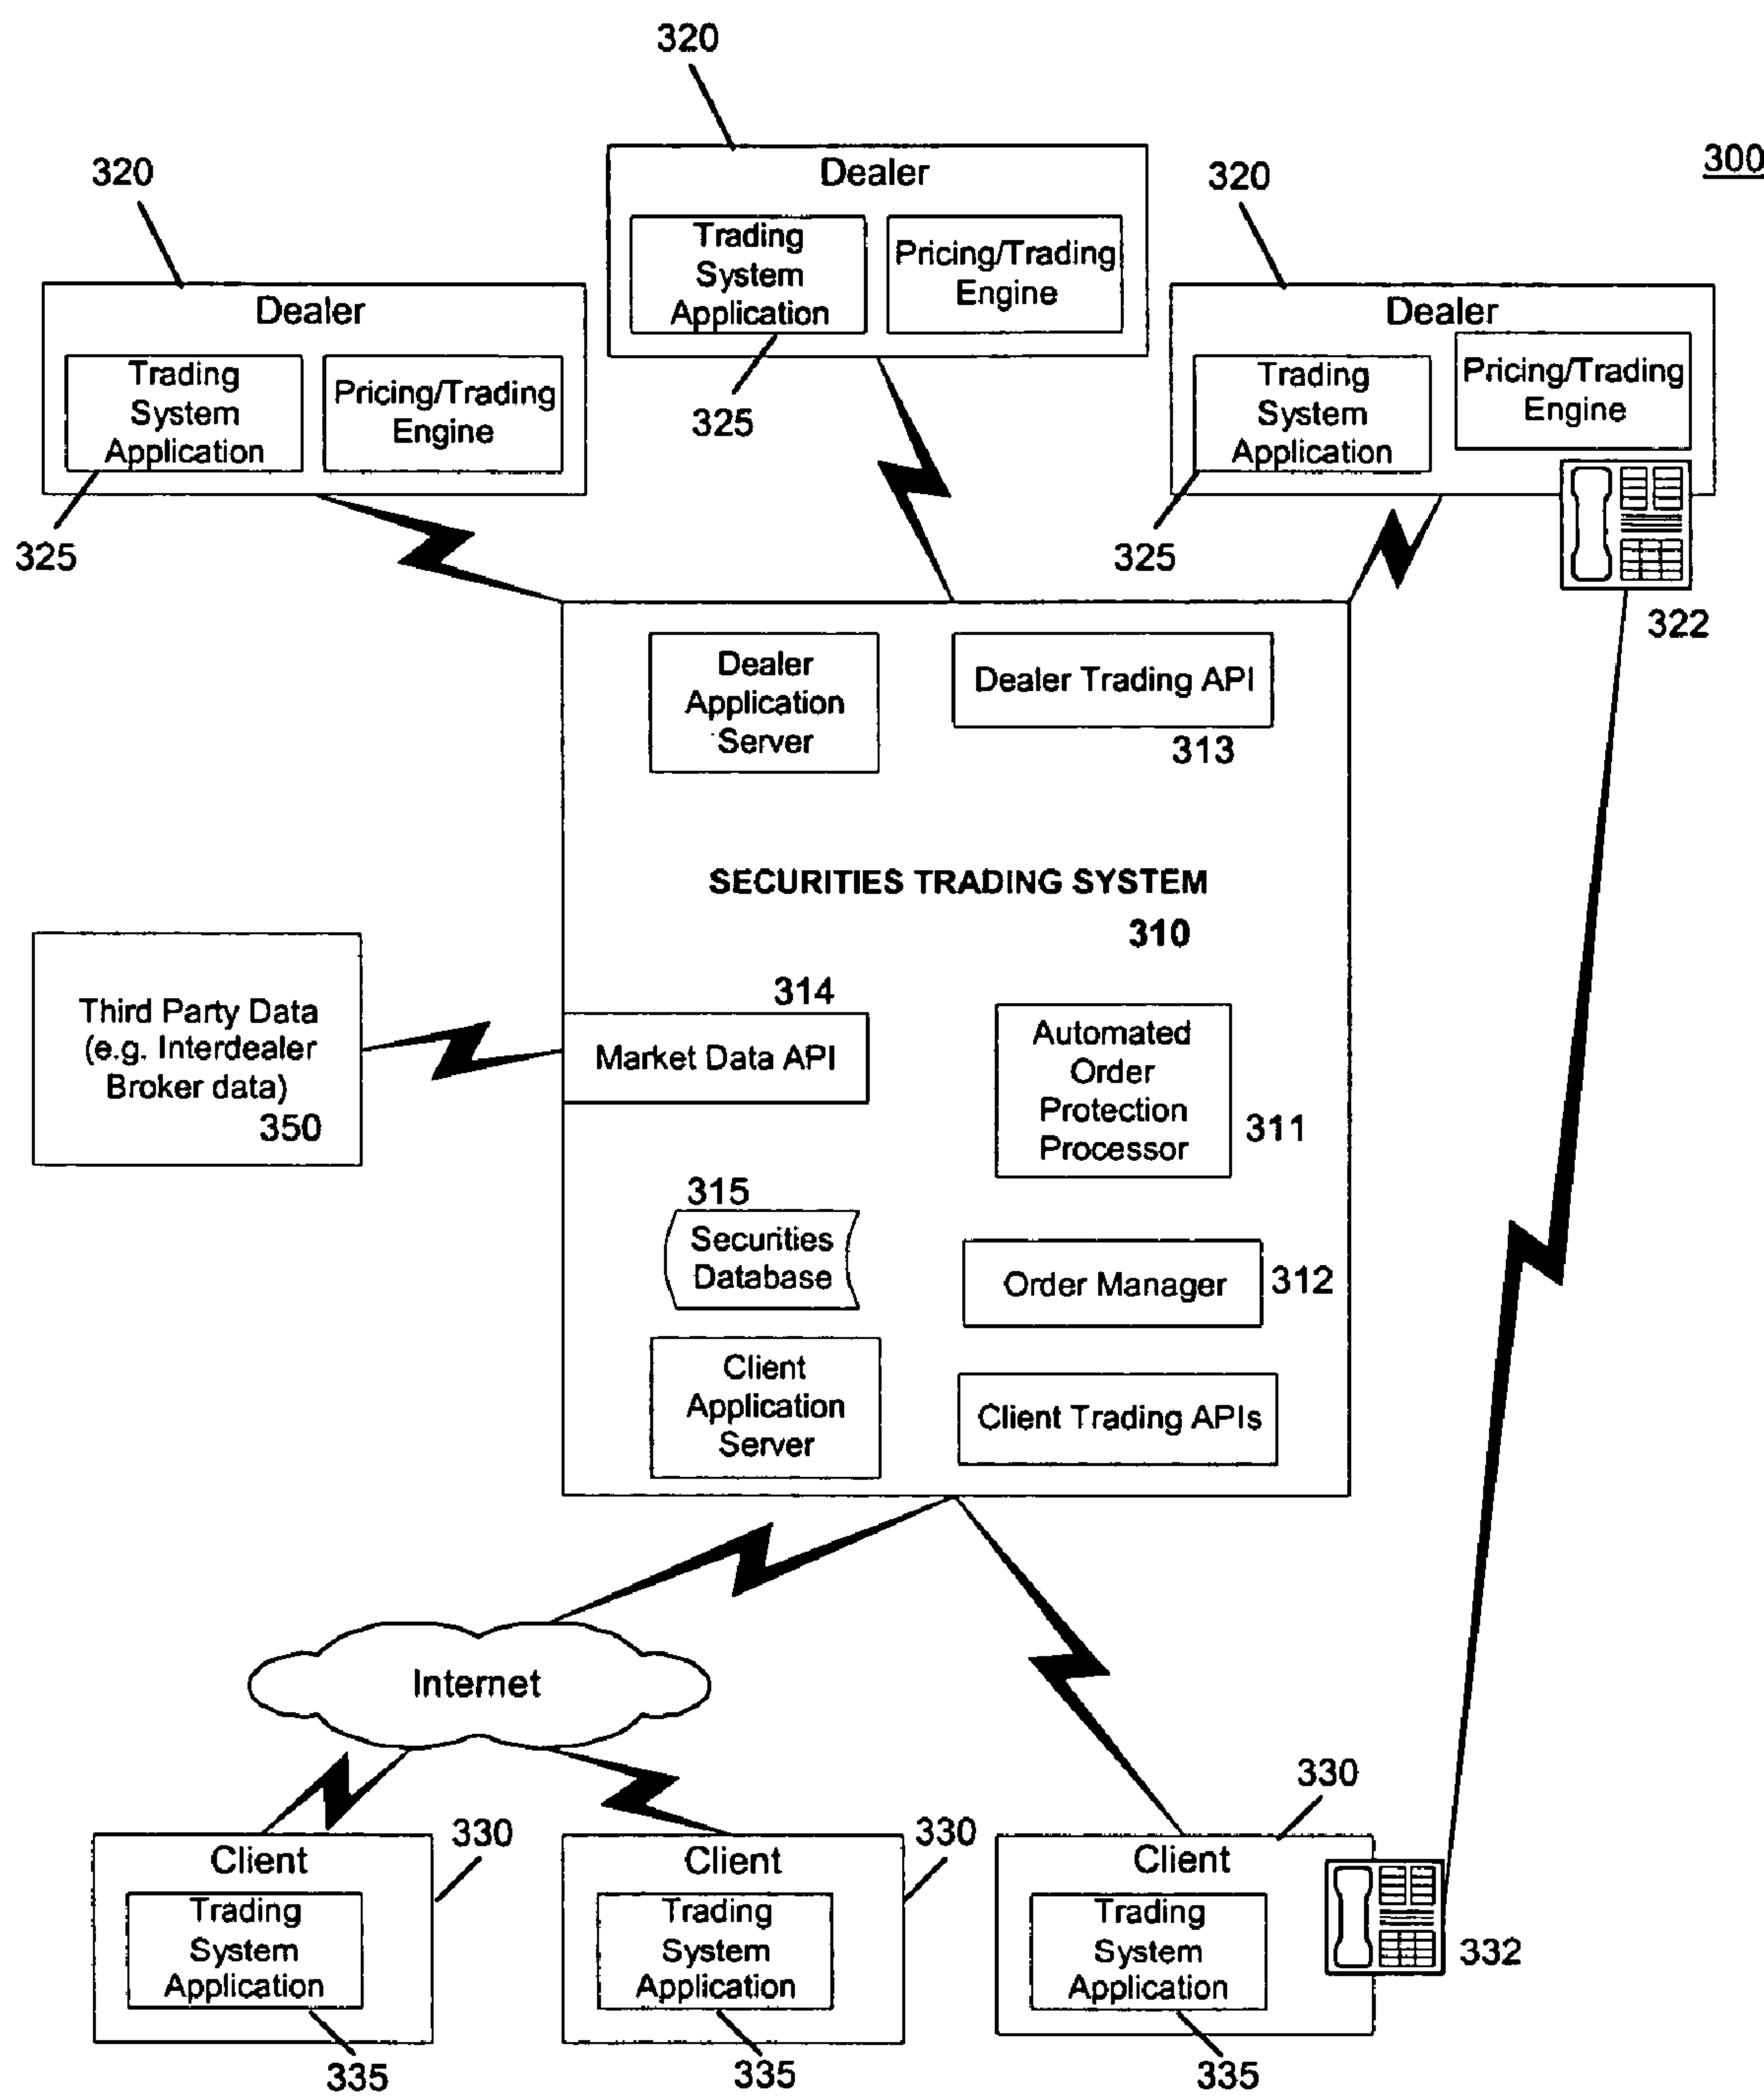 320
300
320
Dealer
320
Trading
System
Application
Pricing/Trading
Engine
Dealer
Trading
System
Application
Pricing/Trading
Engine
325
Dealer
Trading
System
Application
Pricing/Trading
Engine
325
325
322
Dealer
Application
Server
Dealer Trading API
313
SECURITIES TRADING SYSTEM
310
Third Party Data
(e.g. Interdealer
Broker data)
350
314
Market Data API
Automated
Order
Protection
Processor
311
315
Securities
Database
Order Manager
312
Client
Application
Server
Client Trading APIs
Internet
330
Client
Trading
System
Application
335
330
Client
Trading
System
Application
335
330
Client
Trading
System
Application
335
332